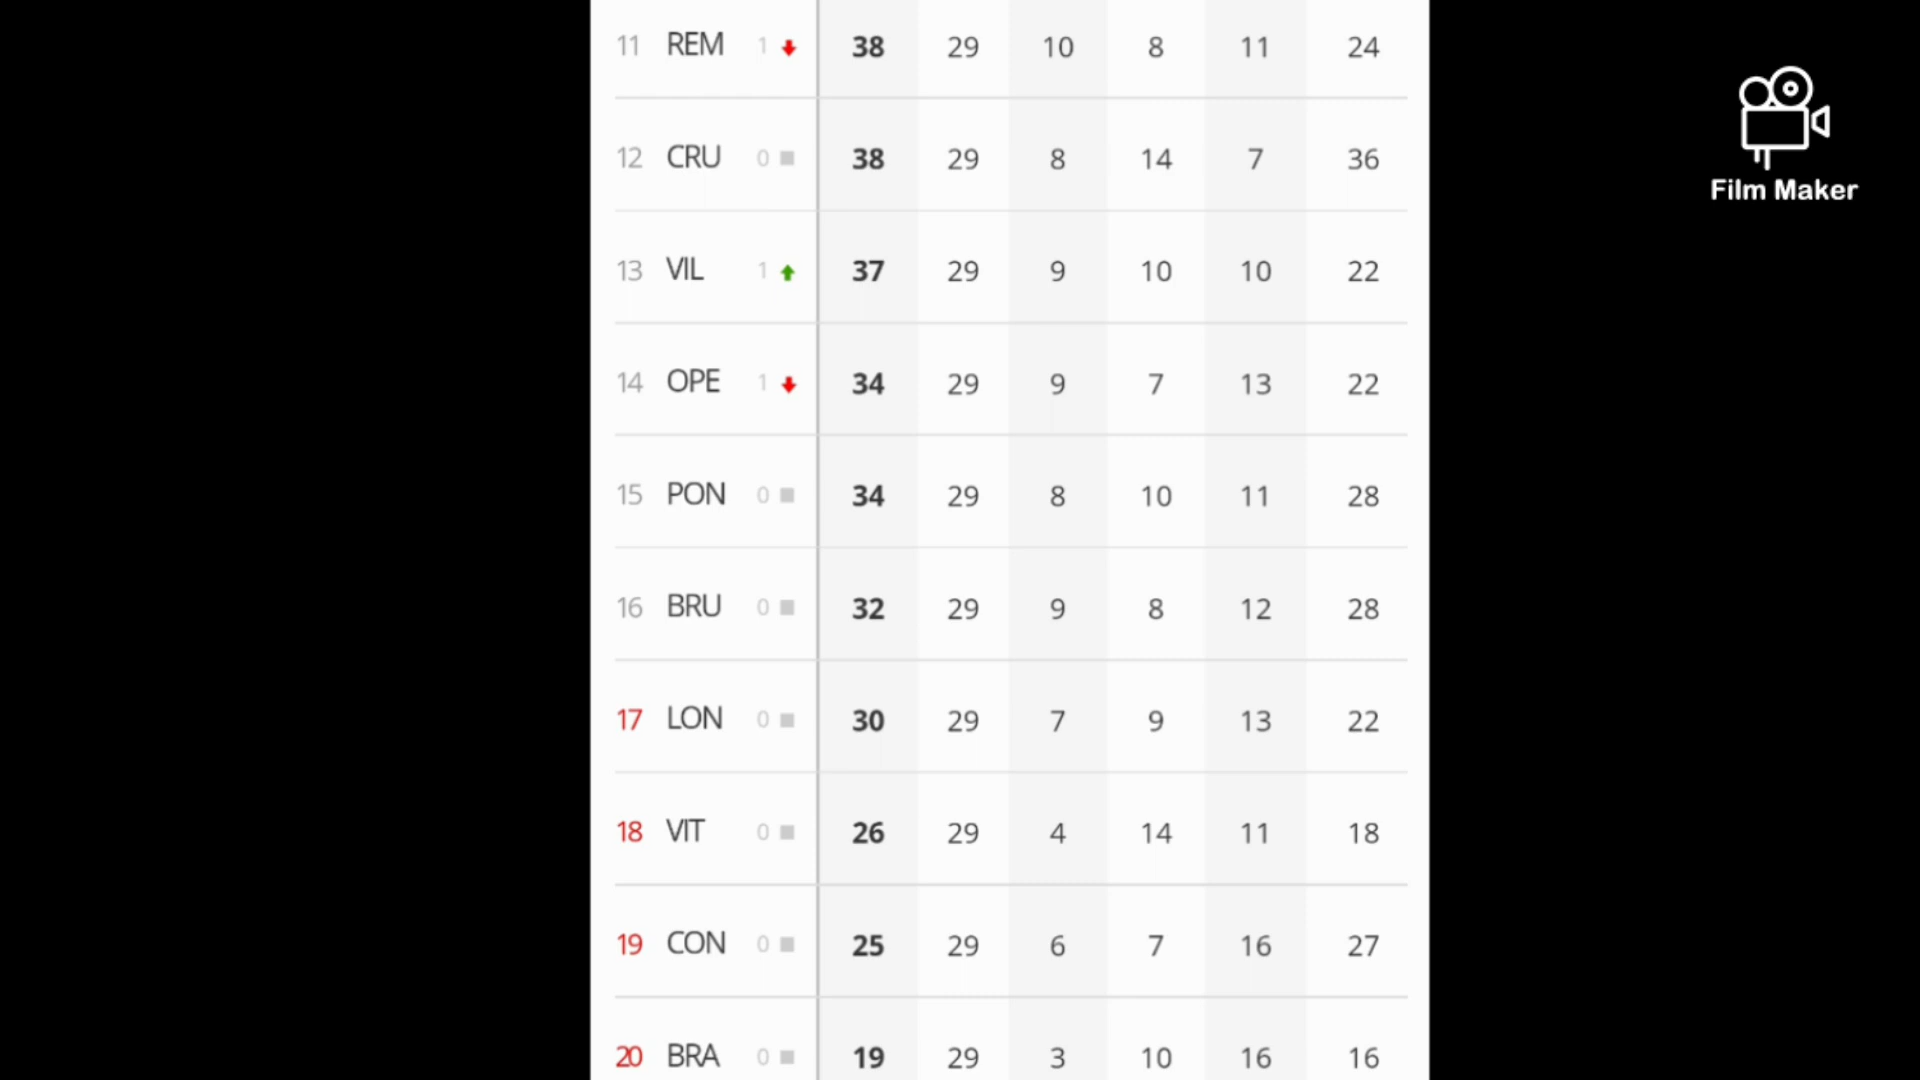 11 REM 1 38 29 10 8 11 24
12 CRU 0 38 29 8 14 7 36
13 VIL 1 37 29 9 10 10 22
14 OPE 1 34 29 9 7 13 22
15 PON 0 34 29 8 10 11 28
16 BRU 0 32 29 9 8 12 28
17 LON 0 30 29 7 9 13 22
18 VIT 0 26 29 4 14 11 18
19 CON 0 25 29 6 7 16 27
20 BRA 0 19 29 3 10 16 16
Film Maker